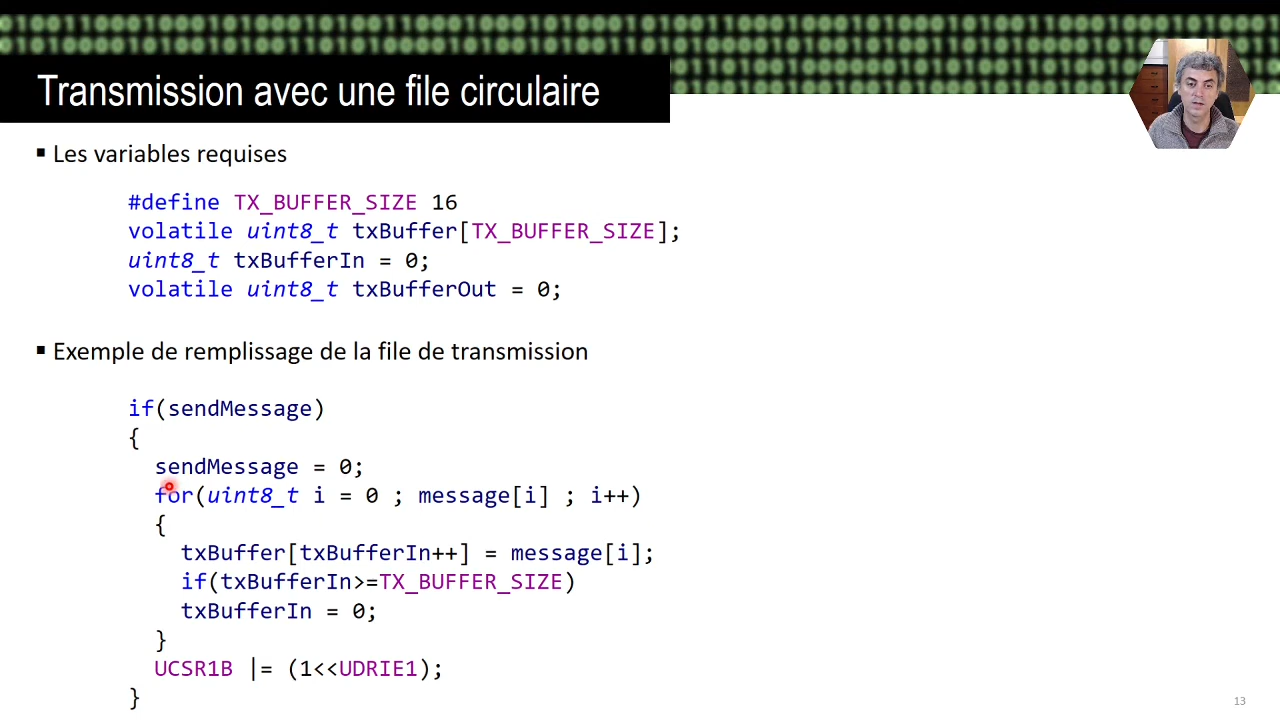 Transmission avec une file circulaire
▪ Les variables requises
#define TX_BUFFER_SIZE 16
volatile uint8_t txBuffer[TX_BUFFER_SIZE];
uint8_t txBufferIn = 0;
volatile uint8_t txBufferOut = 0;
▪ Exemple de remplissage de la file de transmission
if(sendMessage)
{
sendMessage = 0;
for(uint8_t i = 0 ; message[i] ; i++)
{
txBuffer[txBufferIn++] = message[i];
if(txBufferIn>=TX_BUFFER_SIZE)
txBufferIn = 0;
}
UCSR1B |= (1<<UDRIE1);
}
13